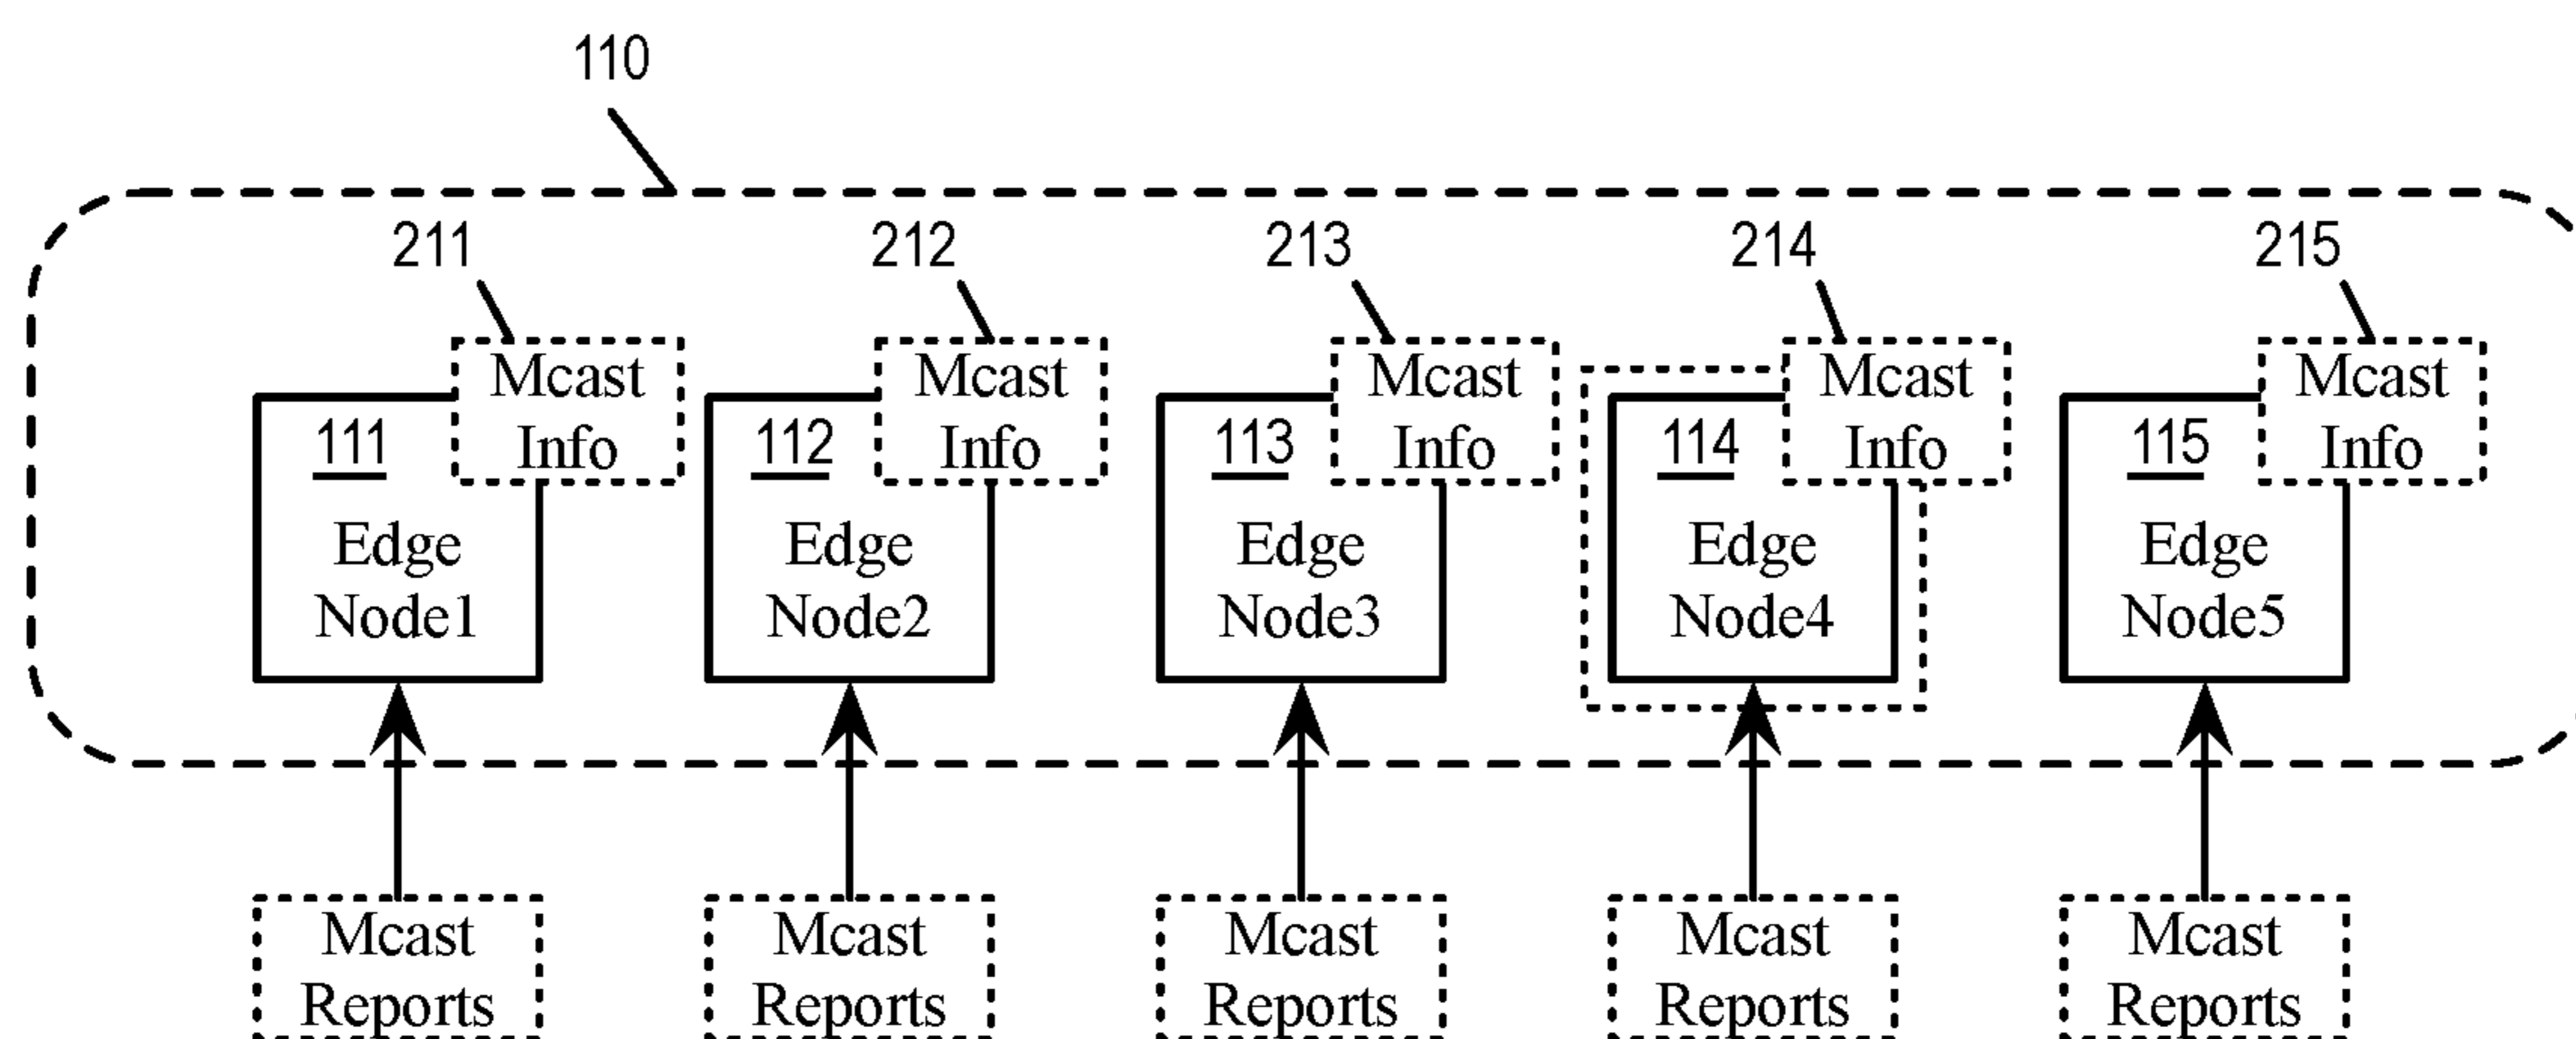 110
211 212 213 214 215
Mcast Mcast Mcast Mcast Mcast
Info Info Info Info Info
111 112 113 114 115
Edge Edge Edge Edge Edge
Node1 Node2 Node3 Node4 Node5
Mcast Mcast Mcast Mcast Mcast
Reports Reports Reports Reports Reports